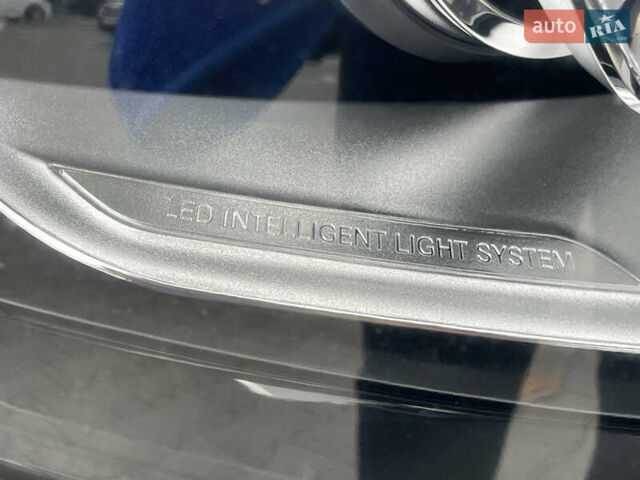 auto RIA
LED INTELLIGENT LIGHT SYSTEM